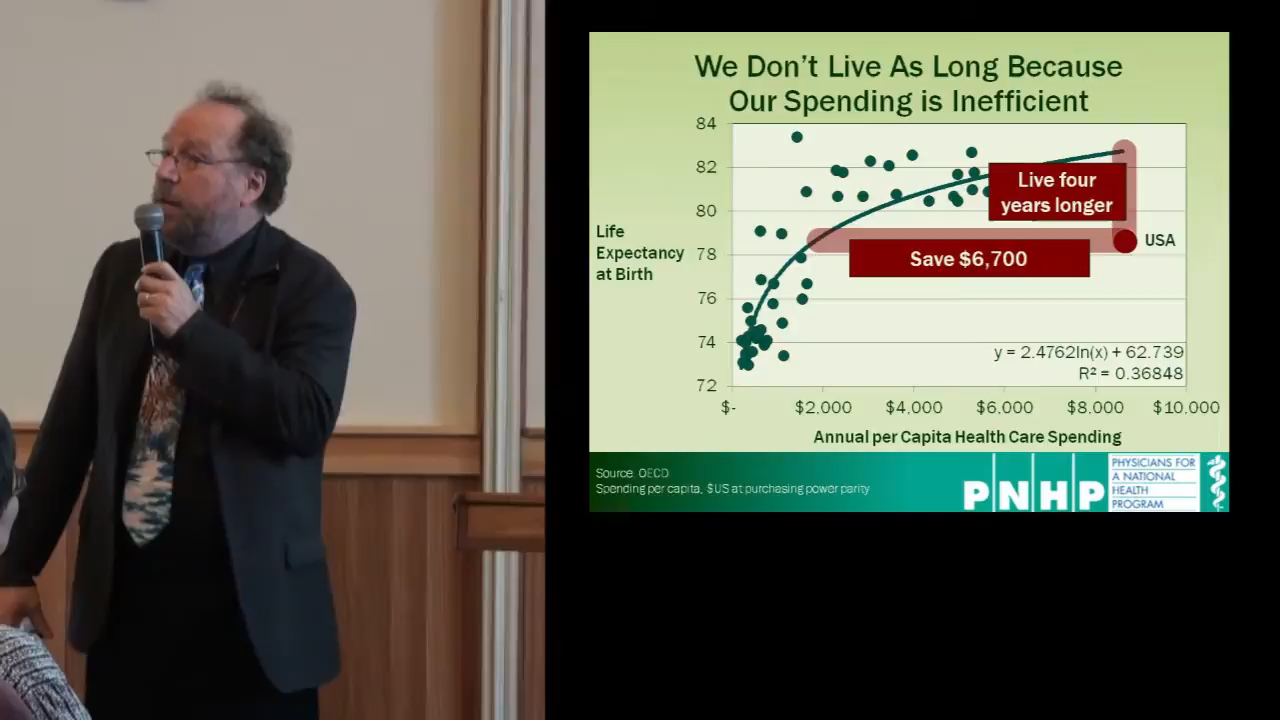 We Don't Live As Long Because
Our Spending is Inefficient
84
82
80
78
76
74
72
Life
Expectancy
at Birth
Live four
years longer
USA
Save $6,700
y = 2.4762ln(x) + 62.739
R² = 0.36848
$-
$2,000
$4,000
$6,000
$8,000
$10,000
Annual per Capita Health Care Spending
Source: OECD
Spending per capita, $US at purchasing power parity
PNHP
PHYSICIANS FOR
A NATIONAL
HEALTH
PROGRAM